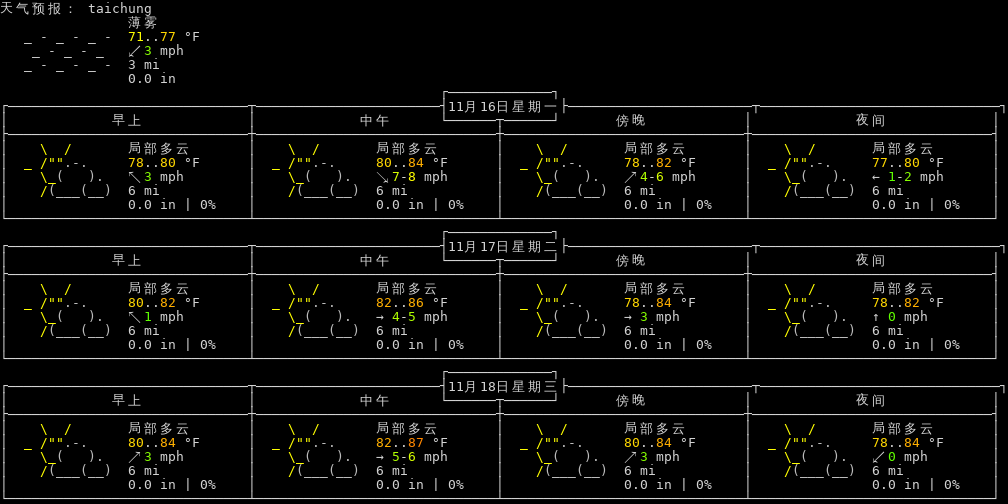 天气预报： taichung
薄雾
71..77 °F
↙3 mph
3 mi
0.0 in
11月16日星期一
早上 中午 傍晚 夜间
局部多云 局部多云 局部多云 局部多云
78..80 °F 80..84 °F 78..82 °F 77..80 °F
↖3 mph ↘7-8 mph ↗4-6 mph ← 1-2 mph
6 mi 6 mi 6 mi 6 mi
0.0 in | 0% 0.0 in | 0% 0.0 in | 0% 0.0 in | 0%
11月17日星期二
早上 中午 傍晚 夜间
局部多云 局部多云 局部多云 局部多云
80..82 °F 82..86 °F 78..84 °F 78..82 °F
↖1 mph → 4-5 mph → 3 mph ↑ 0 mph
6 mi 6 mi 6 mi 6 mi
0.0 in | 0% 0.0 in | 0% 0.0 in | 0% 0.0 in | 0%
11月18日星期三
早上 中午 傍晚 夜间
局部多云 局部多云 局部多云 局部多云
80..84 °F 82..87 °F 80..84 °F 78..84 °F
↗3 mph → 5-6 mph ↗3 mph ↙0 mph
6 mi 6 mi 6 mi 6 mi
0.0 in | 0% 0.0 in | 0% 0.0 in | 0% 0.0 in | 0%